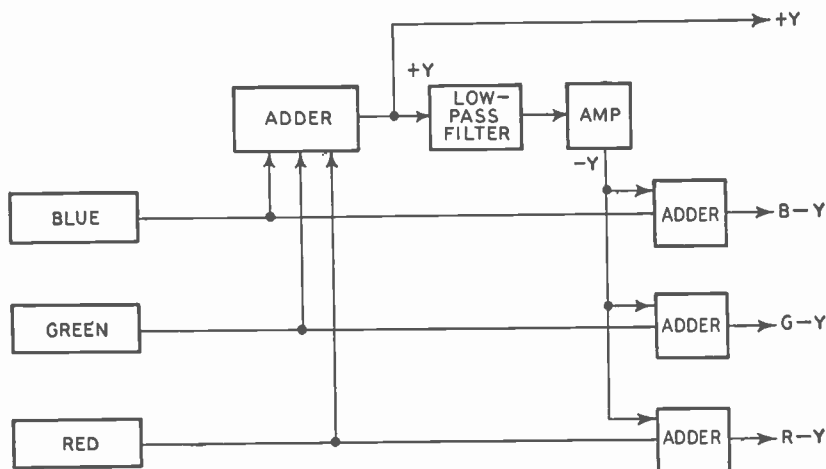 +Y
+Y
ADDER
LOW-
PASS
FILTER
AMP
-Y
BLUE
ADDER
B-Y
GREEN
ADDER
G-Y
RED
ADDER
R-Y